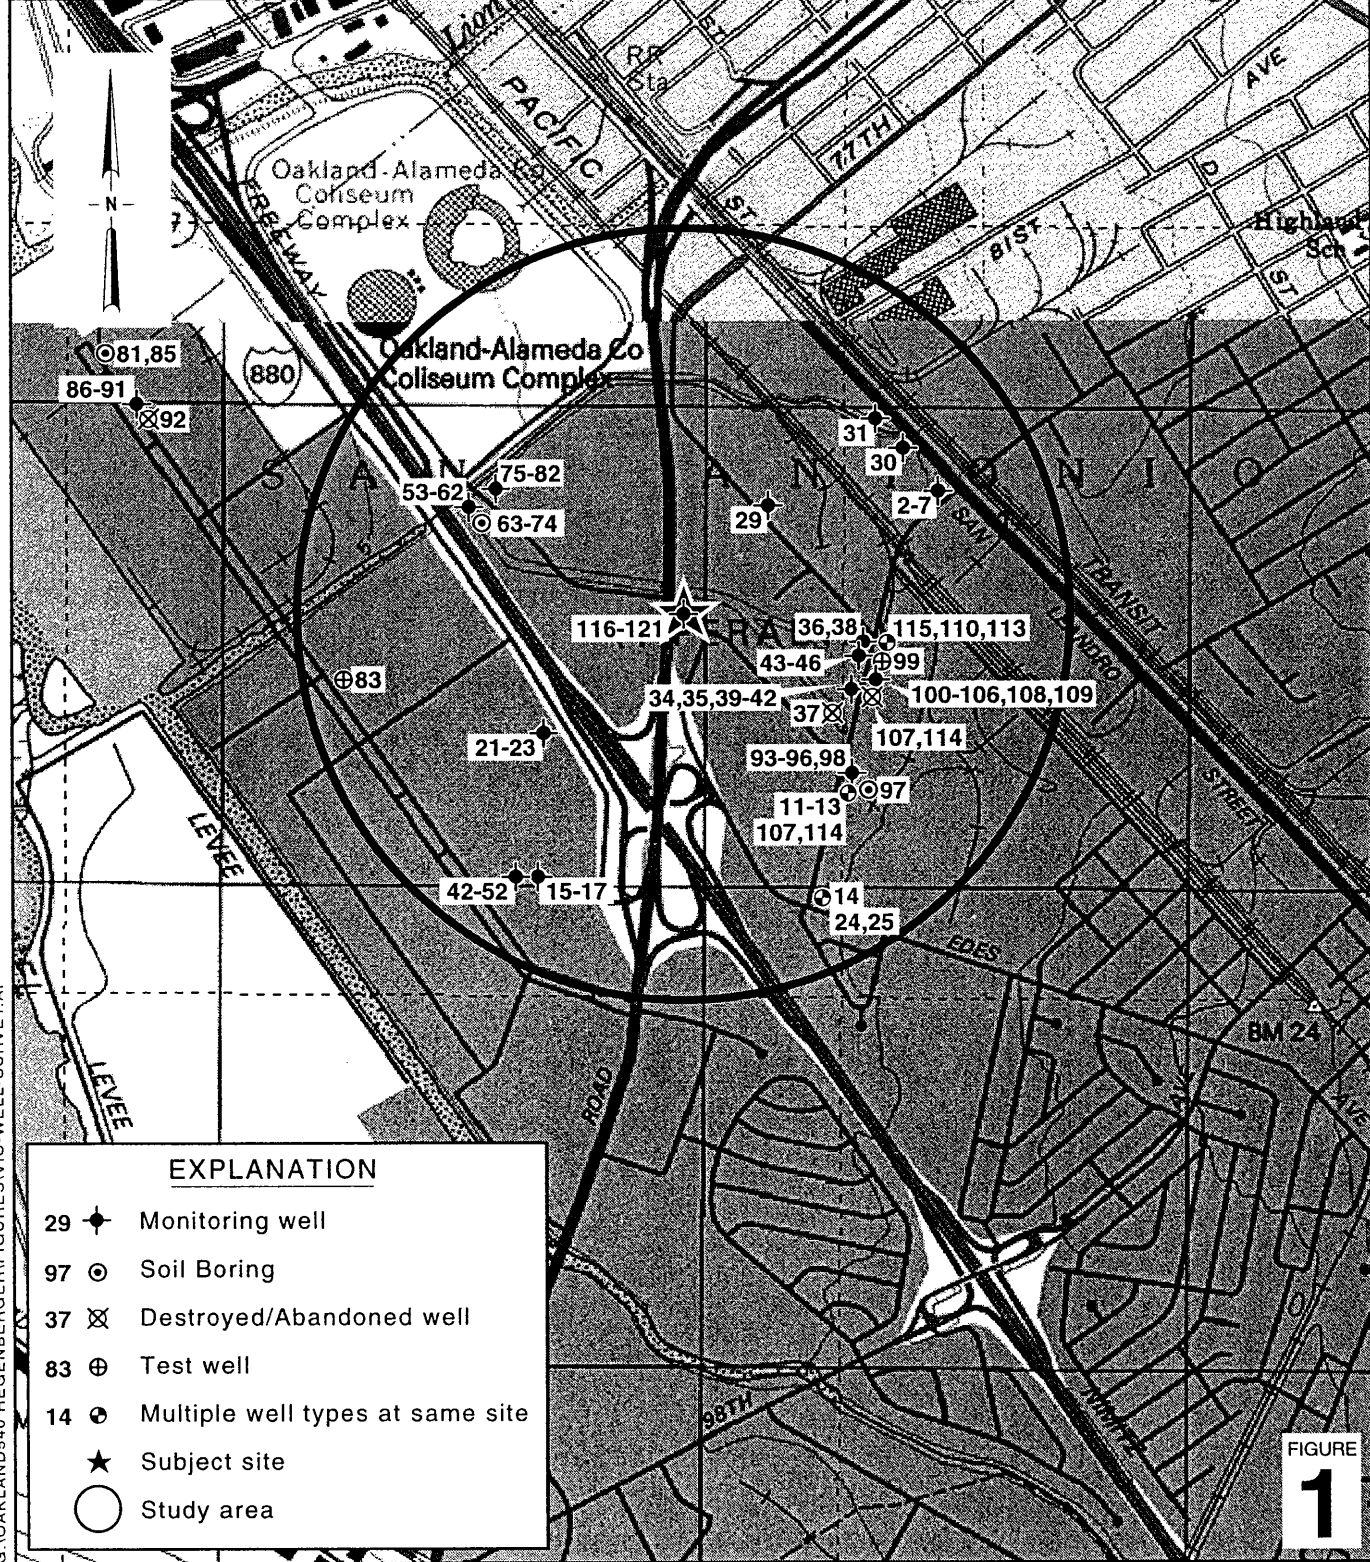 Lion
ST
RR
Sta
PACIFIC
AVE
77TH
D
Oakland-Alameda Co
Coliseum
Complex
FREEWAY
ST
81ST
Highland
Sch
ST
N
Oakland-Alameda Co
Coliseum Complex
880
81,85
86-91
92
31
30
SAN ANTONIO
75-82
53-62
63-74
2-7
29
SAN
TRANSIT
LEANDRO
STREET
116-121
36,38
115,110,113
43-46
99
34,35,39-42
100-106,108,109
37
107,114
83
21-23
93-96,98
97
11-13
107,114
LEVEE
42-52
15-17
14
24,25
EDES
BM 24
AVE
LEVEE
ROAD
98TH
NIMITZ
EXPLANATION
29 Monitoring well
97 Soil Boring
37 Destroyed/Abandoned well
83 Test well
14 Multiple well types at same site
Subject site
Study area
FIGURE
1